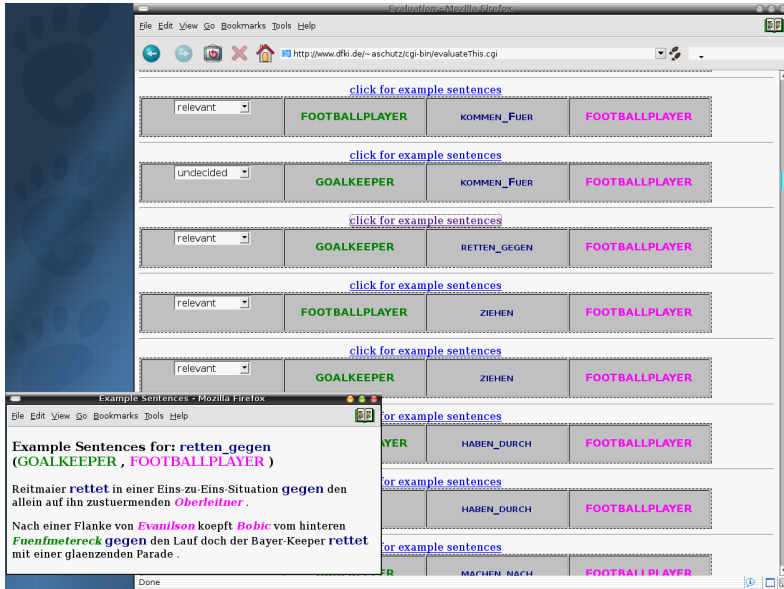 Evaluation - Mozilla Firefox
File Edit View Go Bookmarks Tools Help
http://www.dfki.de/~aschutz/cgi-bin/evaluateThis.cgi
click for example sentences
relevant FOOTBALLPLAYER KOMMEN_FUER FOOTBALLPLAYER
click for example sentences
undecided GOALKEEPER KOMMEN_FUER FOOTBALLPLAYER
click for example sentences
relevant GOALKEEPER RETTEN_GEGEN FOOTBALLPLAYER
click for example sentences
relevant FOOTBALLPLAYER ZIEHEN FOOTBALLPLAYER
click for example sentences
relevant GOALKEEPER ZIEHEN FOOTBALLPLAYER
for example sentences
AYER HABEN_DURCH FOOTBALLPLAYER
for example sentences
HABEN_DURCH FOOTBALLPLAYER
for example sentences
R MACHEN_NACH FOOTBALLPLAYER
Done
Example Sentences - Mozilla Firefox
File Edit View Go Bookmarks Tools Help
Example Sentences for: retten_gegen
(GOALKEEPER , FOOTBALLPLAYER )
Reitmaier rettet in einer Eins-zu-Eins-Situation gegen den
allein auf ihn zustuermenden Oberleitner .
Nach einer Flanke von Evanilson koepft Bobic vom hinteren
Fuenfmetereck gegen den Lauf doch der Bayer-Keeper rettet
mit einer glaenzenden Parade .